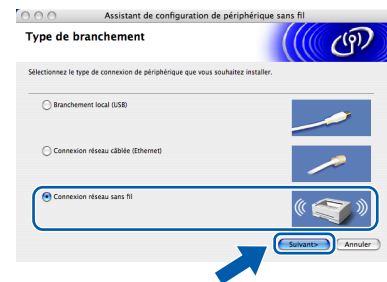 Assistant de configuration de périphérique sans fil
Type de branchement
Sélectionnez le type de connexion de périphérique que vous souhaitez installer.
Branchement local (USB)
Connexion réseau câblée (Ethernet)
Connexion réseau sans fil
Suivant> Annuler